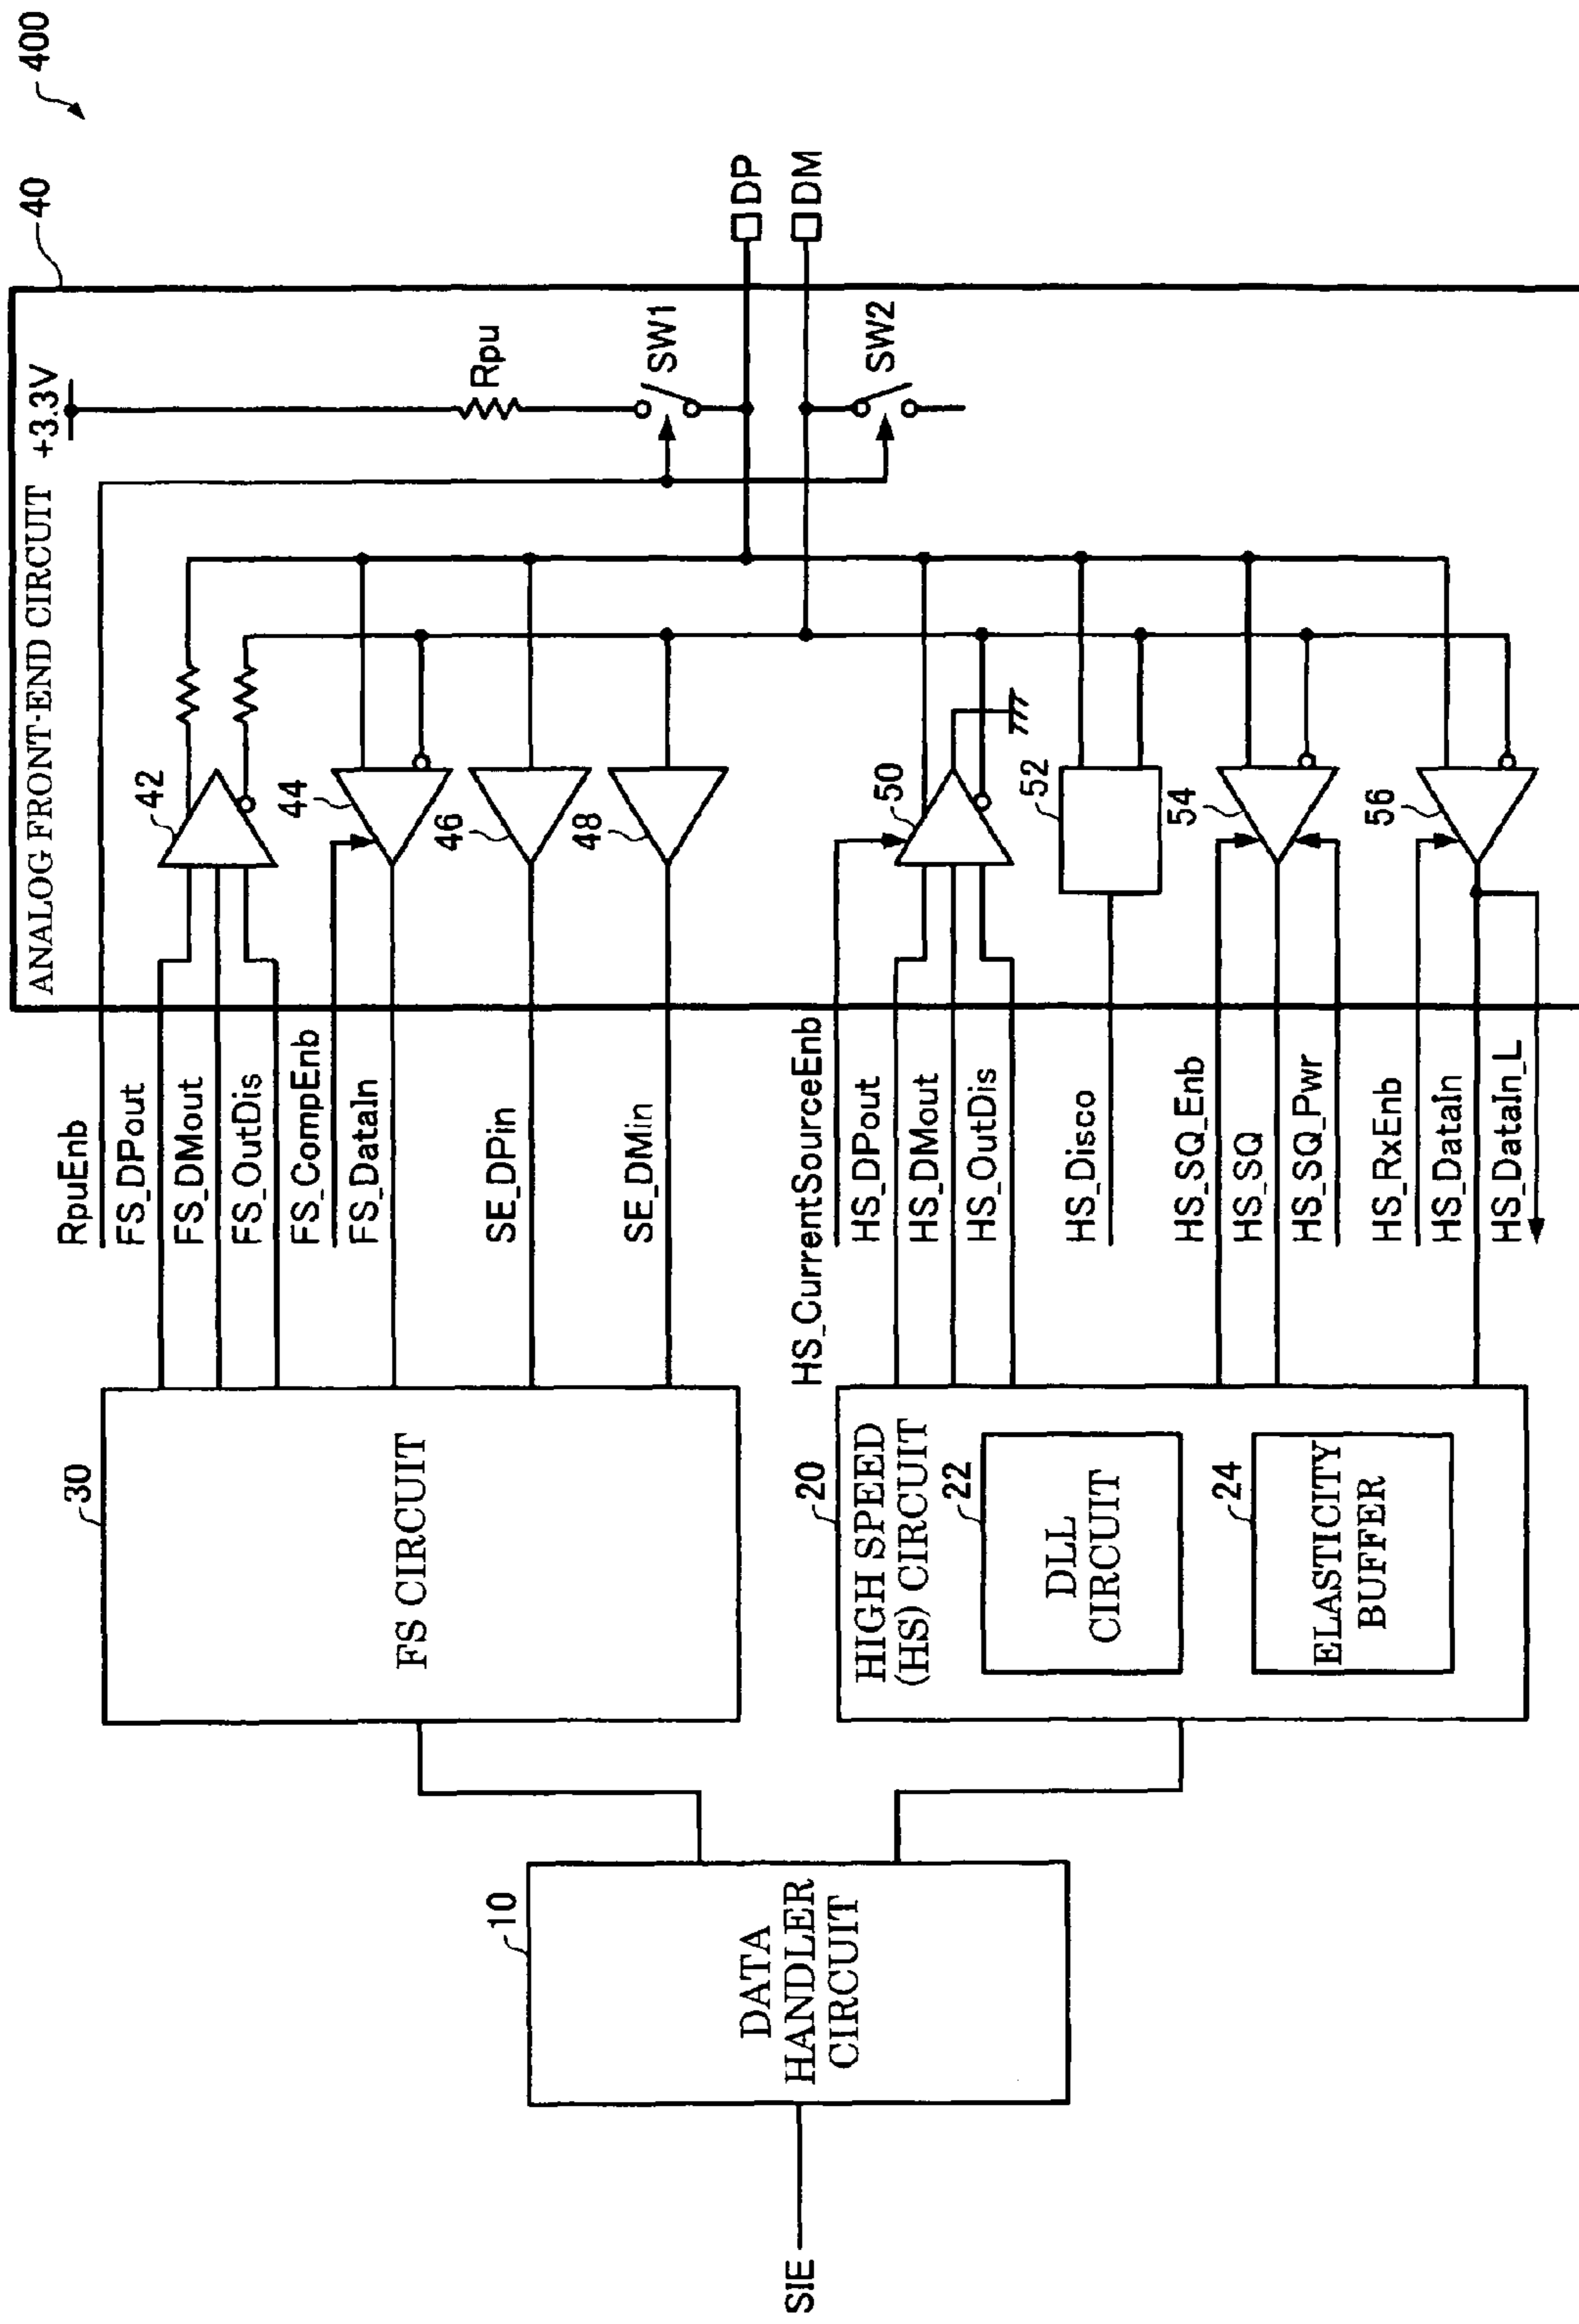 400
40
ANALOG FRONT-END CIRCUIT
+3.3V
Rpu
SW1
DP
DM
SW2
42
44
46
48
50
52
54
56
RpuEnb
FS_DPout
FS_DMout
FS_OutDis
FS_CompEnb
FS_DataIn
SE_DPin
SE_DMin
HS_CurrentSourceEnb
HS_DPout
HS_DMout
HS_OutDis
HS_Disco
HS_SQ_Enb
HS_SQ
HS_SQ_Pwr
HS_RxEnb
HS_DataIn
HS_DataIn_L
30
FS CIRCUIT
20
HIGH SPEED
(HS) CIRCUIT
22
DLL
CIRCUIT
24
ELASTICITY
BUFFER
10
DATA
HANDLER
CIRCUIT
SIE